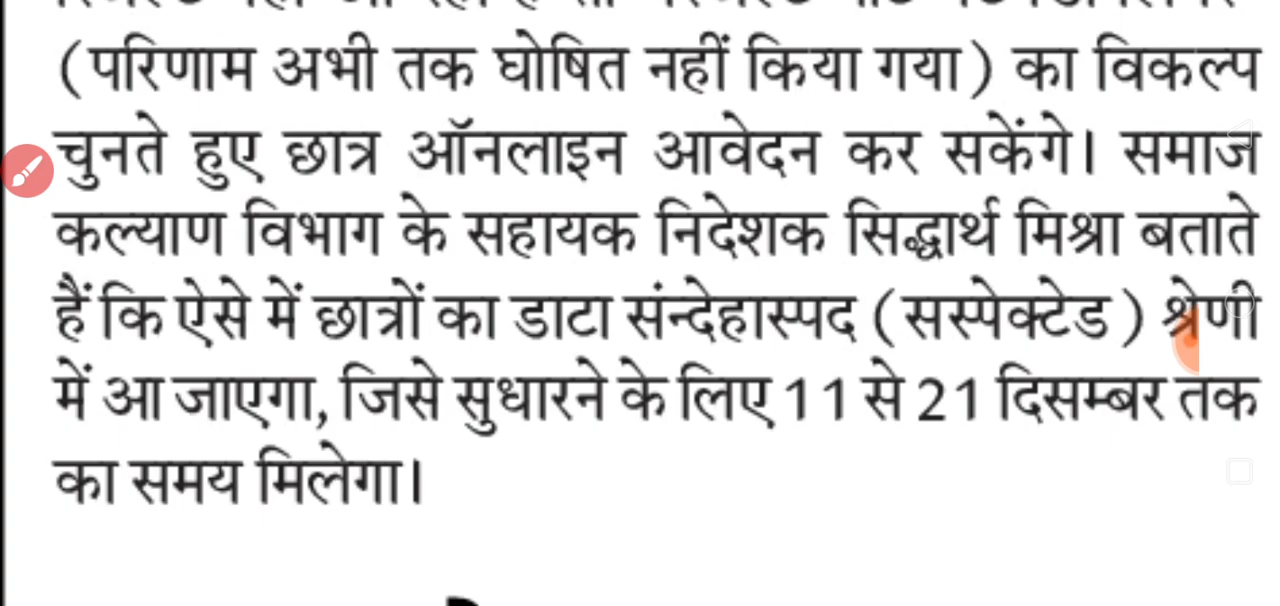 (परिणाम अभी तक घोषित नहीं किया गया) का विकल्प
चुनते हुए छात्र ऑनलाइन आवेदन कर सकेंगे। समाज
कल्याण विभाग के सहायक निदेशक सिद्धार्थ मिश्रा बताते
हैं कि ऐसे में छात्रों का डाटा संन्देहास्पद (सस्पेक्टेड) श्रेणी
में आ जाएगा, जिसे सुधारने के लिए 11 से 21 दिसम्बर तक
का समय मिलेगा।